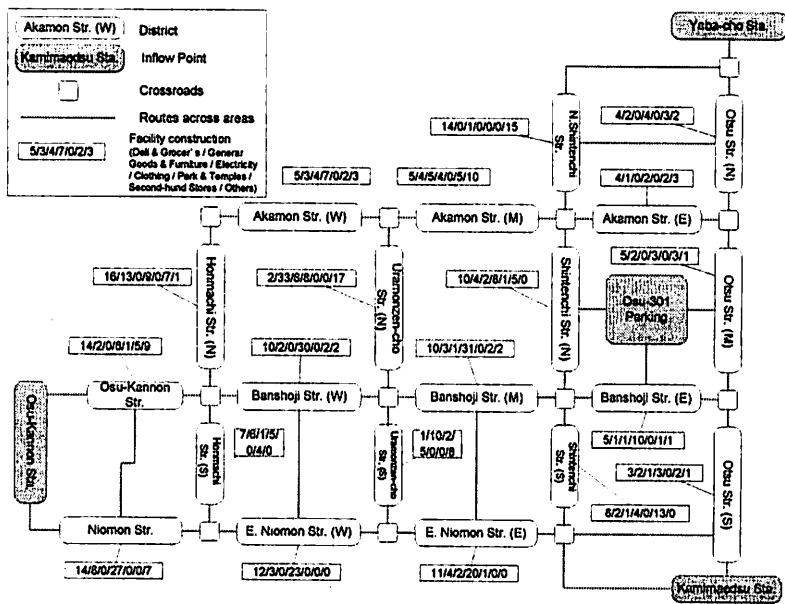 Akamon Str. (W)
District
Kamimaodsu Sta.
Inflow Point
Crossroads
Routes across areas
5/3/4/7/0/2/3
Facility construction
(Deli & Grocer's / General
Goods & Furniture / Electricity
/ Clothing / Park & Temples /
Second-hund Stores / Others)
Yaba-cho Sta.
14/0/1/0/0/0/15
N.Shintenchi
Str.
4/2/0/4/0/3/2
Otsu Str. (N)
5/3/4/7/0/2/3
5/4/5/4/0/5/10
4/1/0/2/0/2/3
Akamon Str. (W)
Akamon Str. (M)
Akamon Str. (E)
16/13/0/9/0/7/1
Honmachi Str. (N)
2/33/6/8/0/0/17
Uramonzen-cho
Str. (N)
10/4/2/8/1/5/0
Shintenchi Str. (N)
5/2/0/3/0/3/1
Osu-301
Parking
Otsu Str. (M)
14/2/0/8/1/5/9
10/2/0/30/0/2/2
10/3/1/31/0/2/2
Osu-Kannon
Str.
Banshoji Str. (W)
Banshoji Str. (M)
Banshoji Str. (E)
Osu-Kannon Sta.
Honmachi
Str. (S)
7/6/1/5/
0/4/0
Uramonzen-cho
Str. (S)
1/10/2/
5/0/0/8
Shintenchi
Str. (S)
5/1/1/10/0/1/1
3/2/1/3/0/2/1
Otsu Str. (S)
8/2/1/4/0/13/0
Niomon Str.
E. Niomon Str. (W)
E. Niomon Str. (E)
14/8/0/27/0/0/7
12/3/0/23/0/0/0
11/4/2/20/1/0/0
Kamimaedsu Sta.